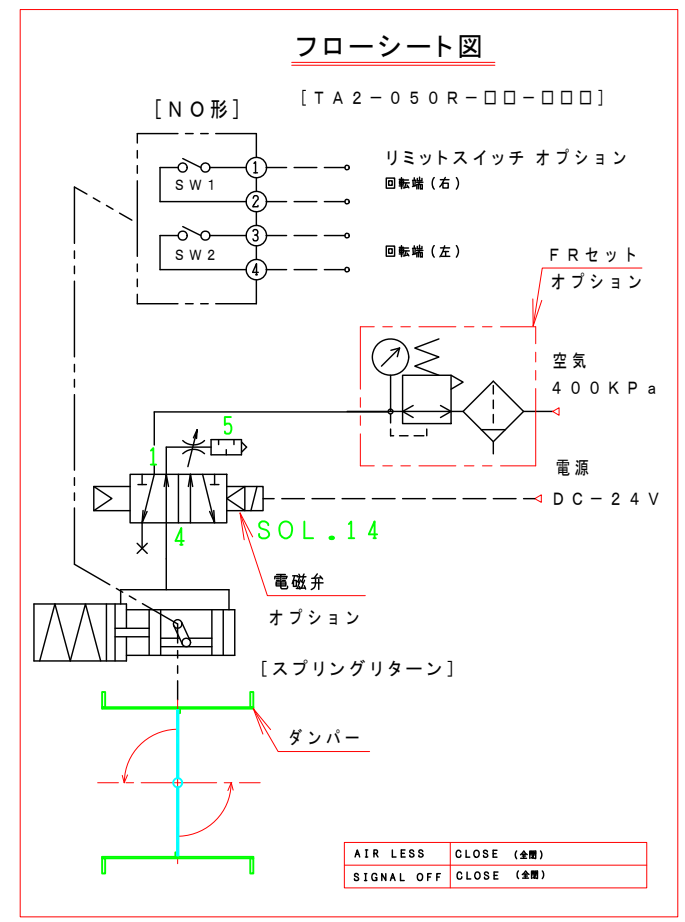 フローシート図
[ＴＡ２－０５０Ｒ－□□－□□□]
[ＮＯ形]
リミットスイッチ オプション
ＳＷ１
①
②
回転端（右）
ＳＷ２
③
④
回転端（左）
ＦＲセット
オプション
空気
４００ＫＰａ
5
1
電源
ＤＣ－２４Ｖ
4
SOL.14
電磁弁
オプション
[スプリングリターン]
ダンパー
AIR LESS CLOSE （全閉）
SIGNAL OFF CLOSE （全閉）